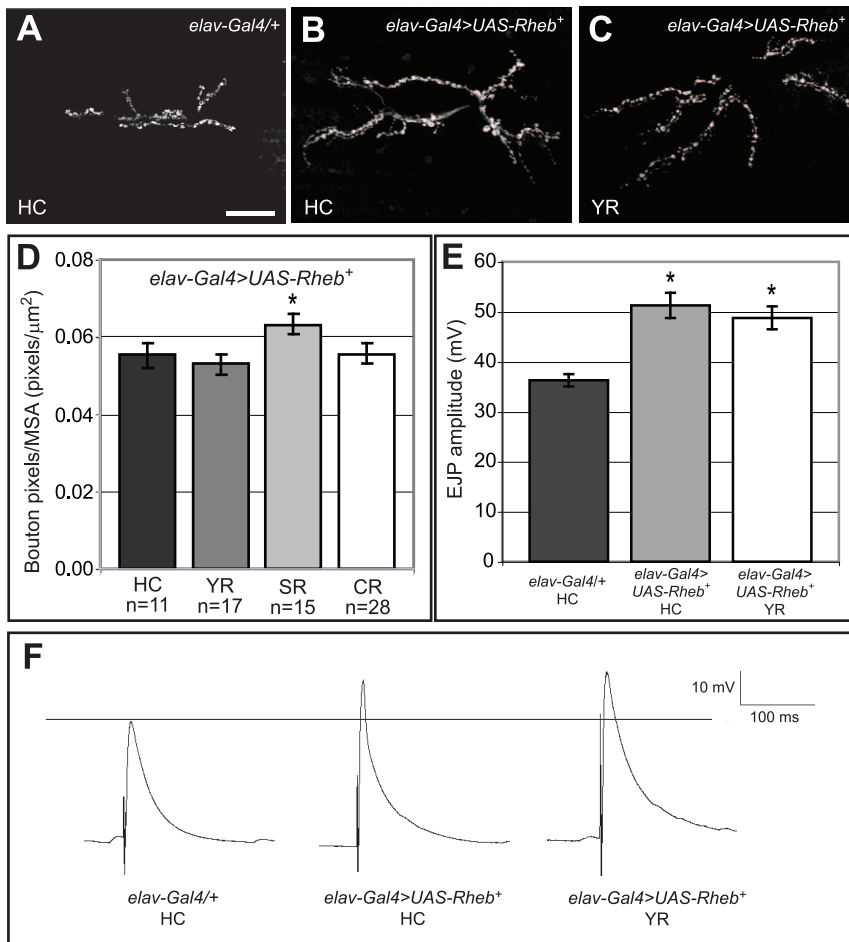 A
elav-Gal4/+
HC
B
elav-Gal4>UAS-Rheb+
HC
C
elav-Gal4>UAS-Rheb+
YR
D
elav-Gal4>UAS-Rheb+
Bouton pixels/MSA (pixels/µm2)
0.08
0.06
0.04
0.02
0.00
*
HC
n=11
YR
n=17
SR
n=15
CR
n=28
E
EJP amplitude (mV)
60
50
40
30
20
10
0
*
*
elav-Gal4/+
HC
elav-Gal4>
UAS-Rheb+
HC
elav-Gal4>
UAS-Rheb+
YR
F
10 mV
100 ms
elav-Gal4/+
HC
elav-Gal4>UAS-Rheb+
HC
elav-Gal4>UAS-Rheb+
YR